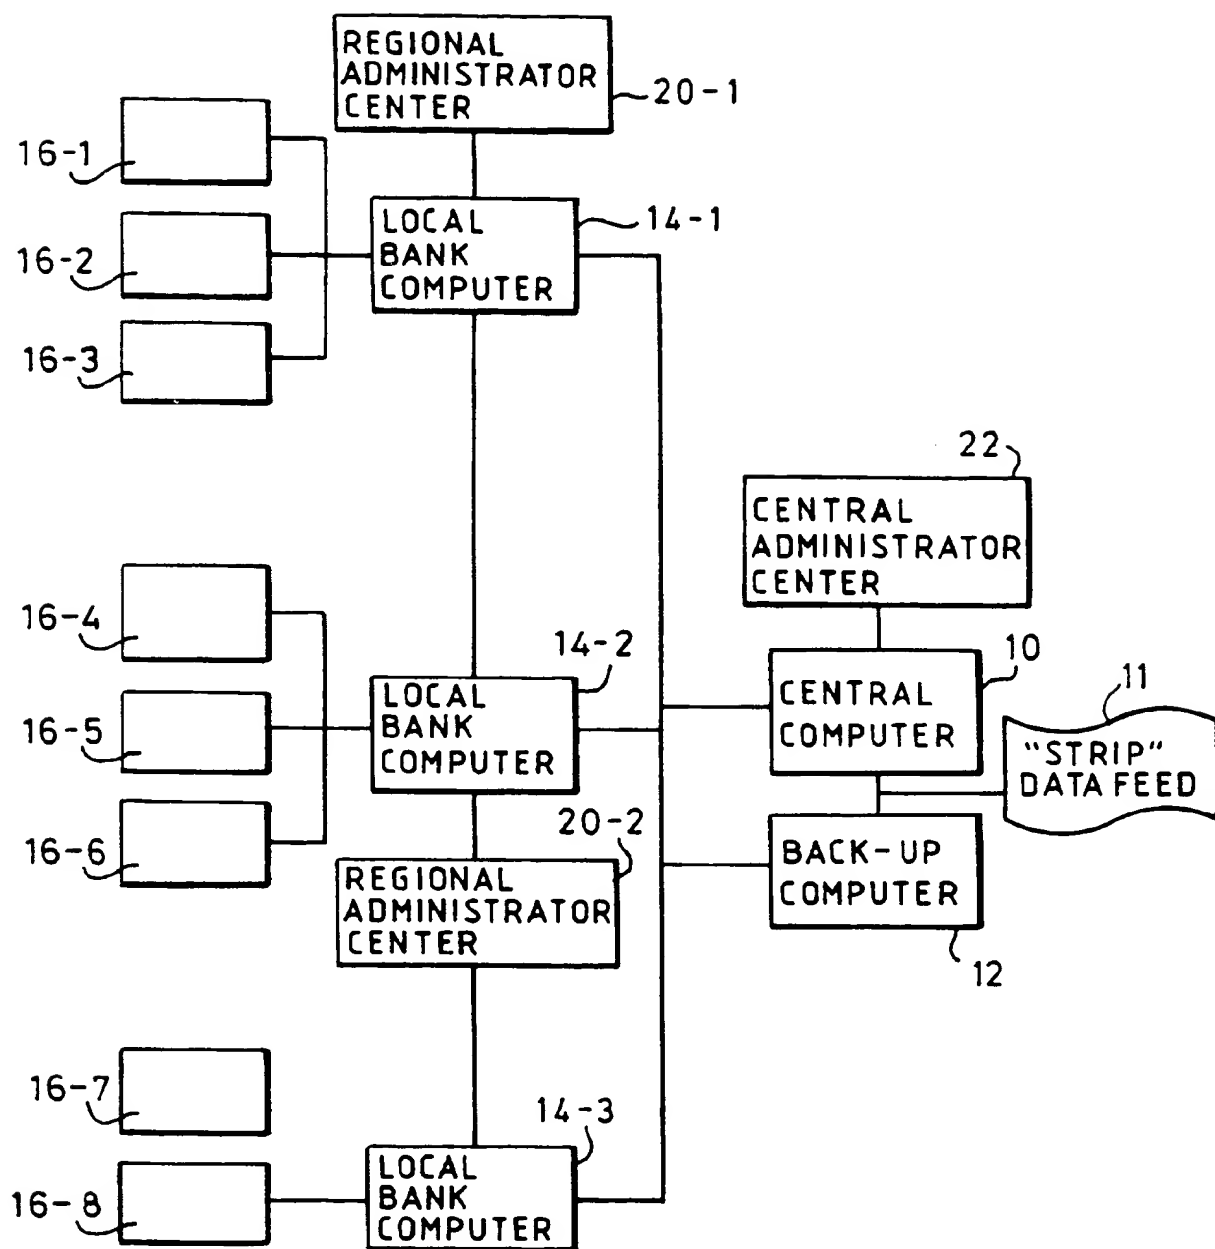 REGIONAL
ADMINISTRATOR
CENTER
20-1
16-1
16-2
16-3
LOCAL
BANK
COMPUTER
14-1
22
CENTRAL
ADMINISTRATOR
CENTER
16-4
16-5
16-6
14-2
LOCAL
BANK
COMPUTER
10
CENTRAL
COMPUTER
11
"STRIP"
DATA FEED
20-2
REGIONAL
ADMINISTRATOR
CENTER
BACK-UP
COMPUTER
12
16-7
16-8
14-3
LOCAL
BANK
COMPUTER